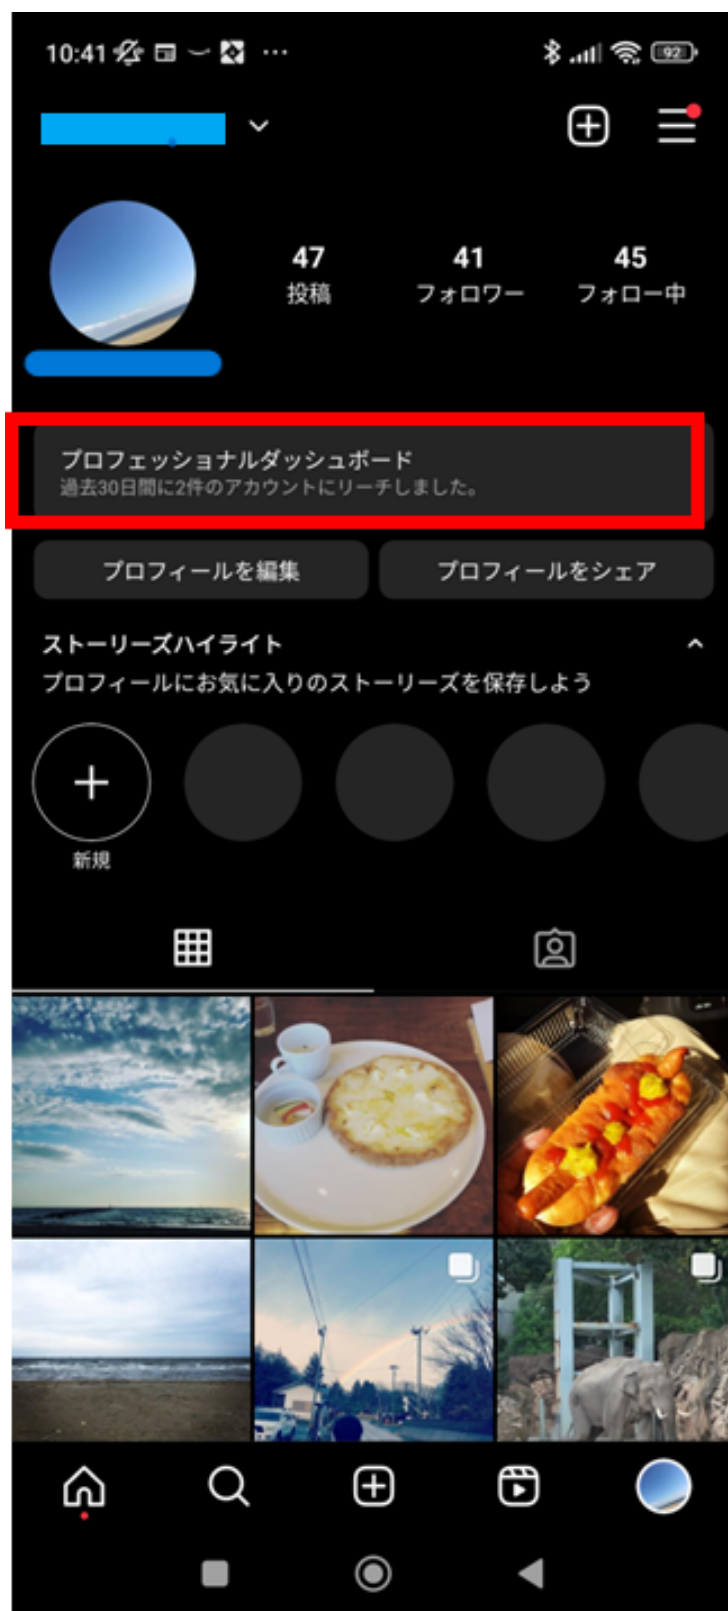 10:41
92
47
41
45
投稿
フォロワー
フォロー中
プロフェッショナルダッシュボード
過去30日間に2件のアカウントにリーチしました。
プロフィールを編集
プロフィールをシェア
ストーリーズハイライト
プロフィールにお気に入りのストーリーズを保存しよう
新規